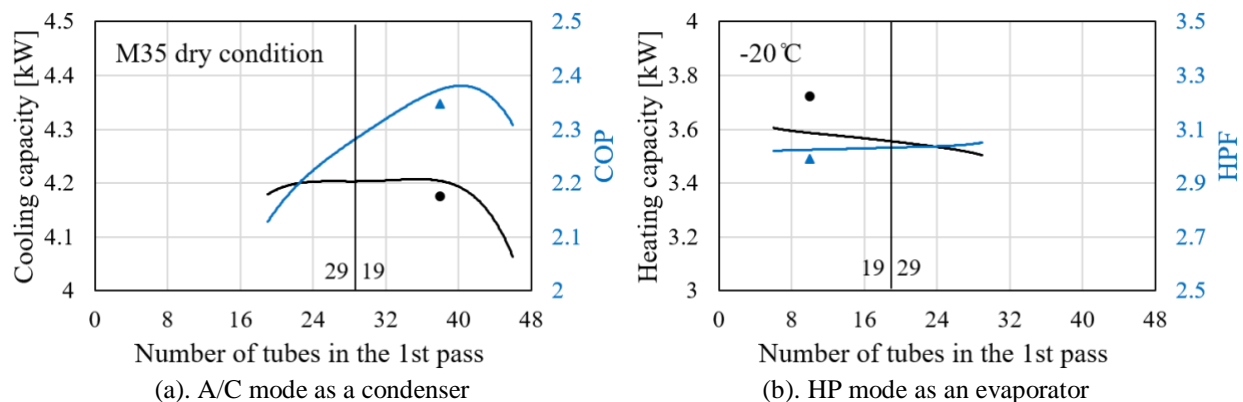 4.5
4.4
4.3
4.2
4.1
4
Cooling capacity [kW]
M35 dry condition
29 19
2.5
2.4
2.3
2.2
2.1
2
COP
0 8 16 24 32 40 48
Number of tubes in the 1st pass
(a). A/C mode as a condenser
4
3.8
3.6
3.4
3.2
3
Heating capacity [kW]
-20℃
19 29
3.5
3.3
3.1
2.9
2.7
2.5
HPF
0 8 16 24 32 40 48
Number of tubes in the 1st pass
(b). HP mode as an evaporator